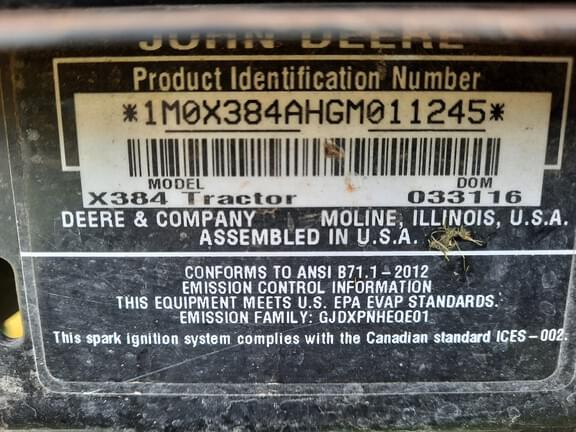 JOHN DEERE
Product Identification Number
*1M0X384AHGM011245*
MODEL DOM
X384 Tractor 033116
DEERE & COMPANY MOLINE, ILLINOIS, U.S.A.
ASSEMBLED IN U.S.A.
CONFORMS TO ANSI B71.1-2012
EMISSION CONTROL INFORMATION
THIS EQUIPMENT MEETS U.S. EPA EVAP STANDARDS.
EMISSION FAMILY: GJDXPNHEQE01
This spark ignition system complies with the Canadian standard ICES-002.